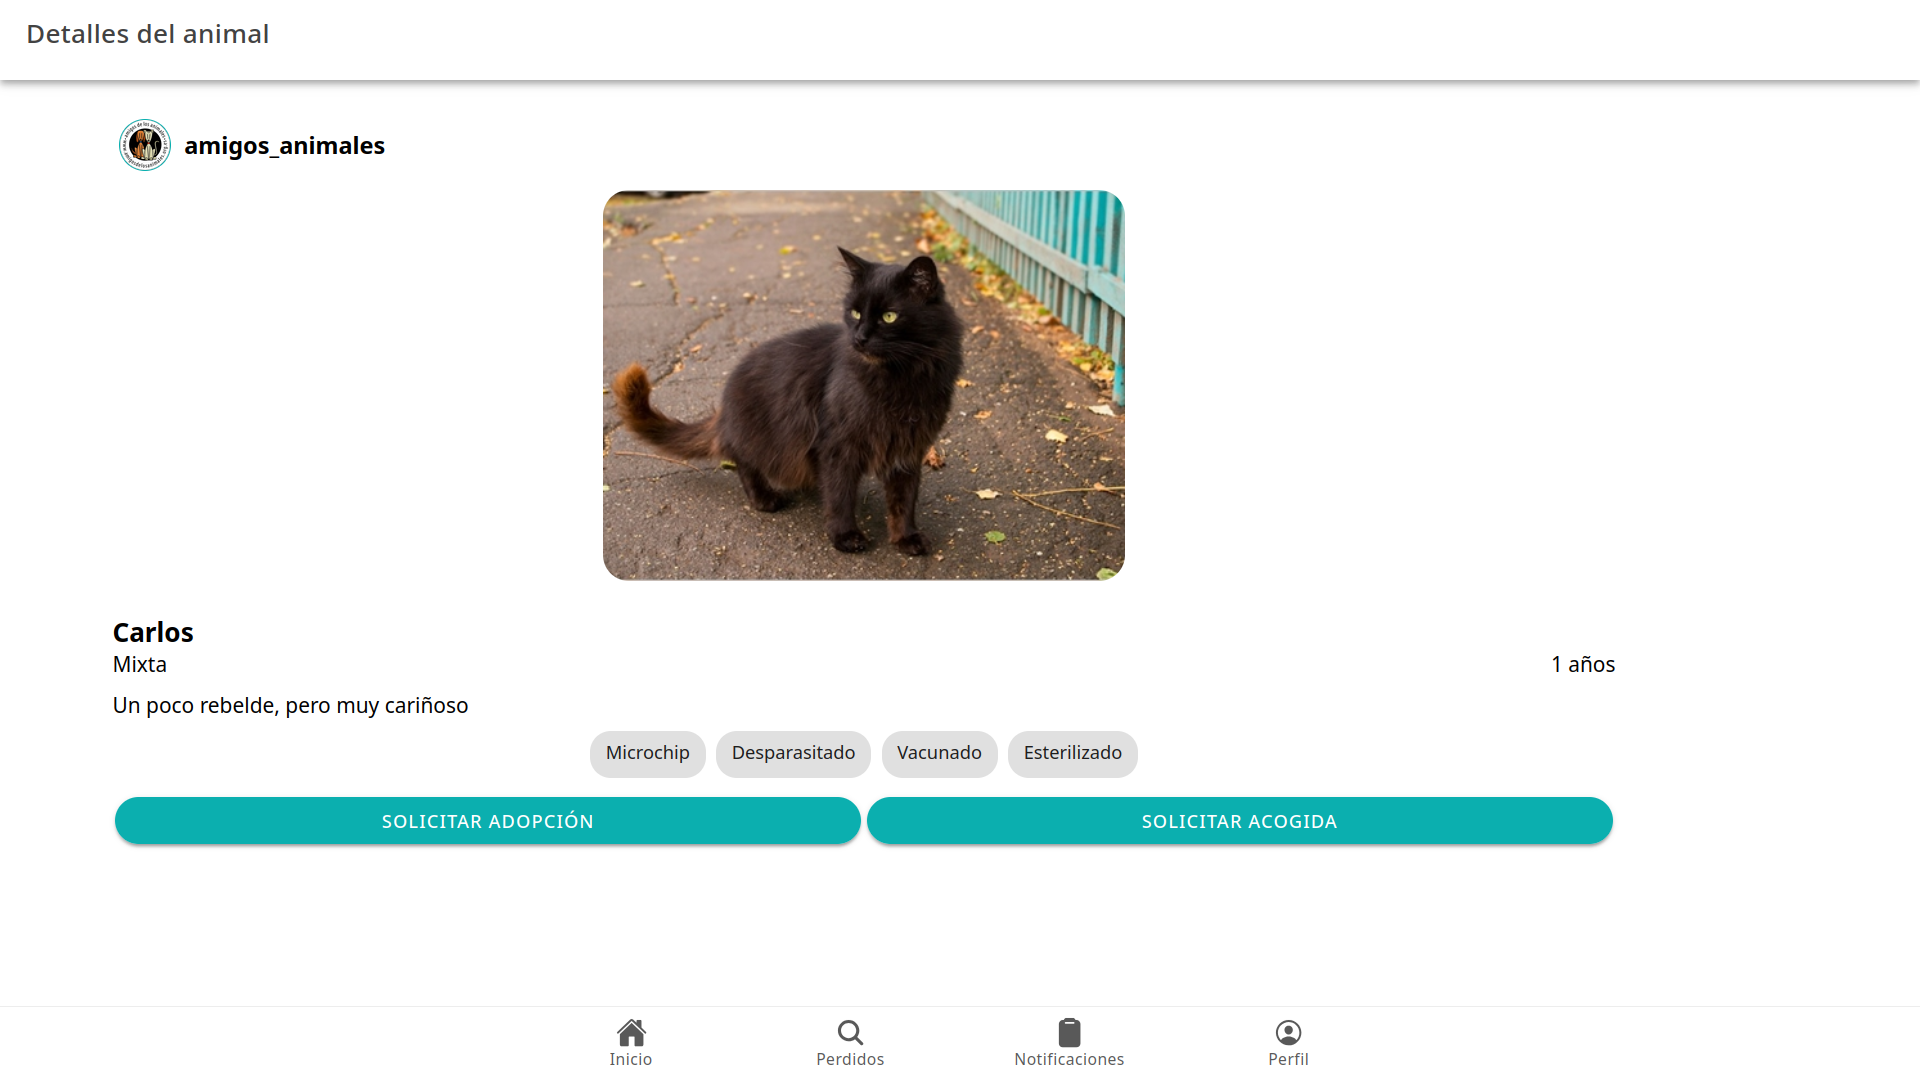 Detalles del animal
amigos_animales
Carlos
Mixta
1 años
Un poco rebelde, pero muy cariñoso
Microchip Desparasitado Vacunado Esterilizado
SOLICITAR ADOPCIÓN SOLICITAR ACOGIDA
Inicio Perdidos Notificaciones Perfil